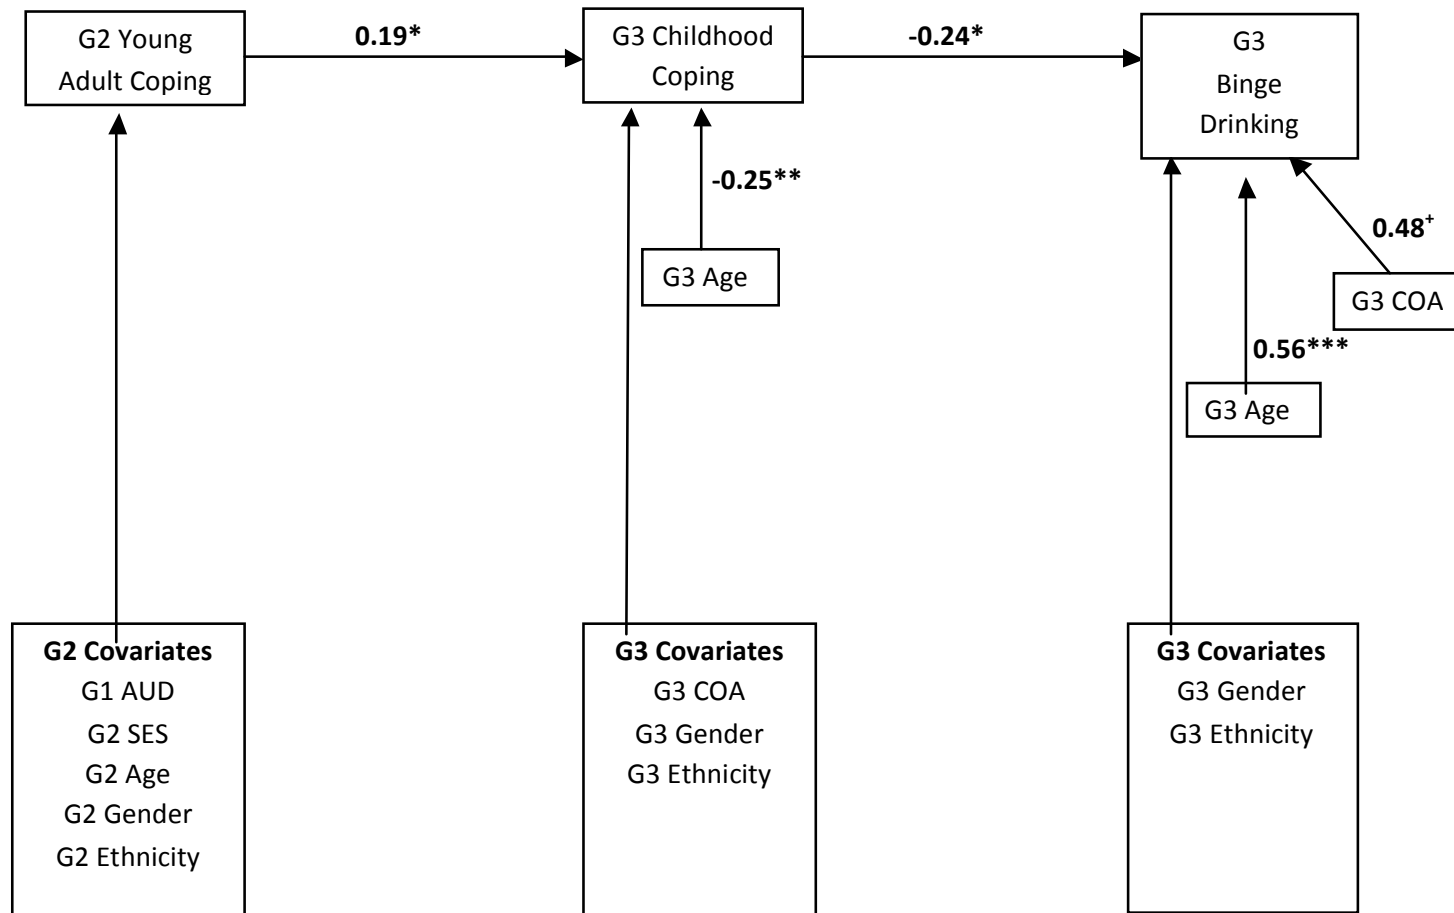 G2 Young
Adult Coping
0.19*
G3 Childhood
Coping
-0.24*
G3
Binge
Drinking
-0.25**
G3 Age
0.48+
G3 COA
0.56***
G3 Age
G2 Covariates
G1 AUD
G2 SES
G2 Age
G2 Gender
G2 Ethnicity
G3 Covariates
G3 COA
G3 Gender
G3 Ethnicity
G3 Covariates
G3 Gender
G3 Ethnicity